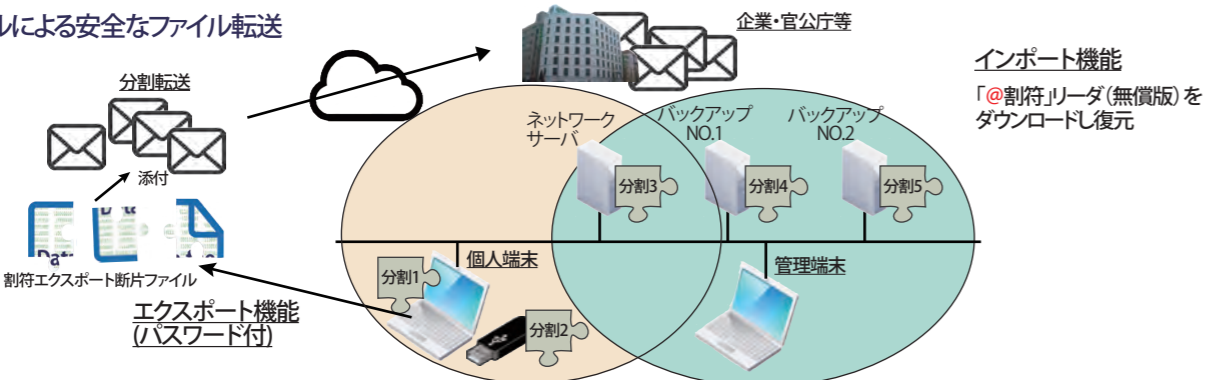 ルによる安全なファイル転送
企業・官公庁等
インポート機能
「@割符」リーダ(無償版)を
ダウンロードし復元
分割転送
添付
割符エクスポート断片ファイル
エクスポート機能
(パスワード付)
ネットワーク
サーバ
バックアップ
NO.1
バックアップ
NO.2
分割3
分割4
分割5
個人端末
管理端末
分割1
分割2